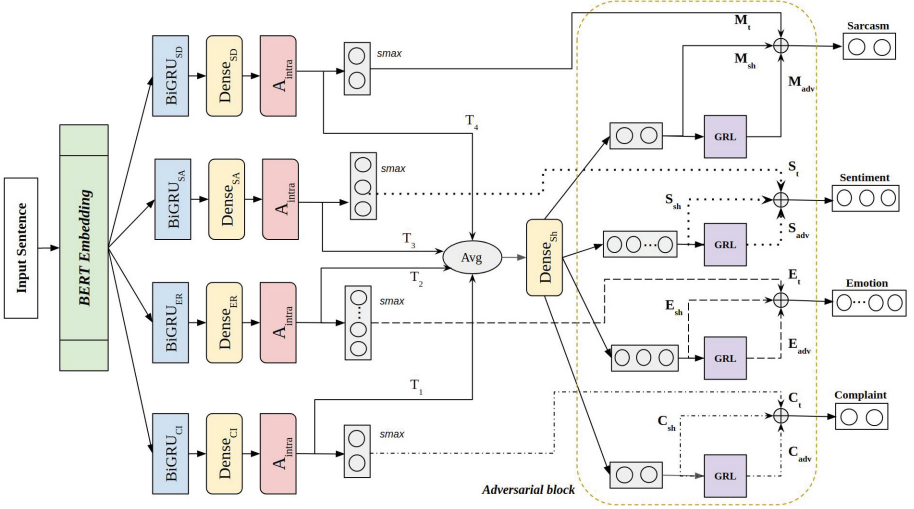 Input Sentence
BERT Embedding
BiGRU_SD
Dense_SD
A_intra
smax
T_4
BiGRU_SA
Dense_SA
A_intra
smax
T_3
BiGRU_ER
Dense_ER
A_intra
smax
T_2
BiGRU_CI
Dense_CI
A_intra
smax
T_1
Avg
Dense_Sh
Adversarial block
M_t
M_sh
M_adv
GRL
Sarcasm
S_t
S_sh
S_adv
GRL
Sentiment
E_t
E_sh
E_adv
GRL
Emotion
C_t
C_sh
C_adv
GRL
Complaint